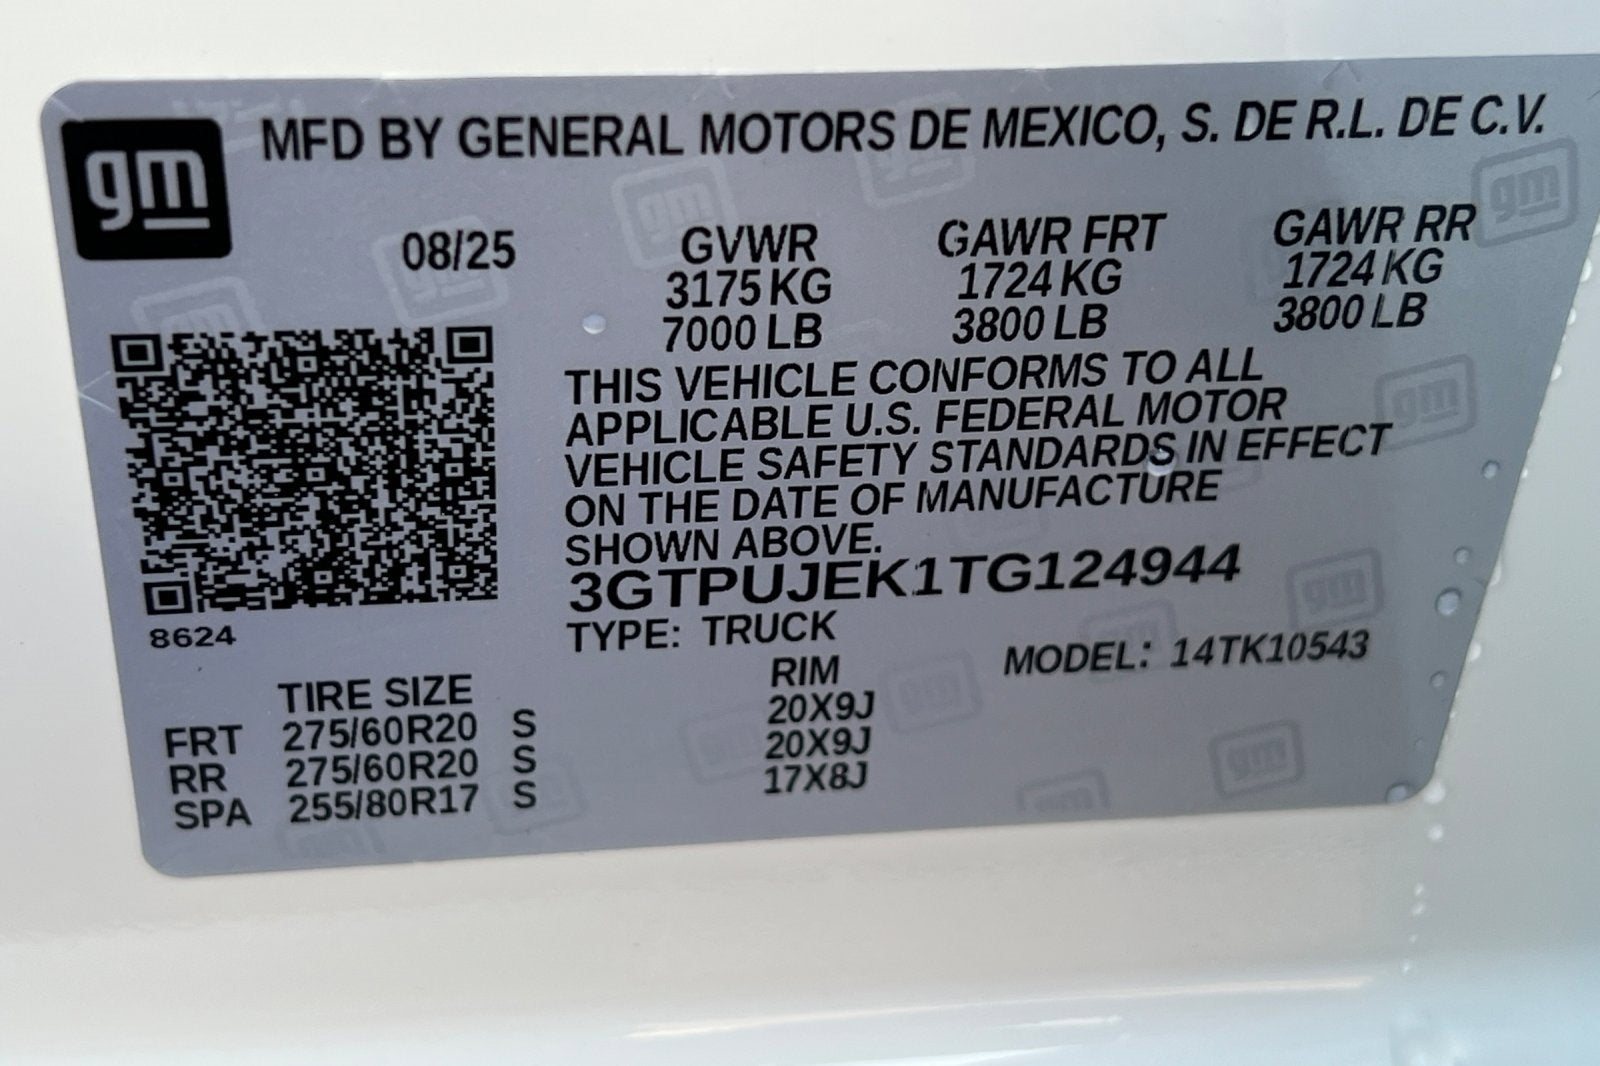 gm MFD BY GENERAL MOTORS DE MEXICO, S. DE R.L. DE C.V.
08/25 GVWR GAWR FRT GAWR RR
3175 KG 1724 KG 1724 KG
7000 LB 3800 LB 3800 LB
THIS VEHICLE CONFORMS TO ALL
APPLICABLE U.S. FEDERAL MOTOR
VEHICLE SAFETY STANDARDS IN EFFECT
ON THE DATE OF MANUFACTURE
SHOWN ABOVE.
3GTPUJEK1TG124944
8624
TYPE: TRUCK MODEL: 14TK10543
TIRE SIZE RIM
FRT 275/60R20 S 20X9J
RR 275/60R20 S 20X9J
SPA 255/80R17 S 17X8J